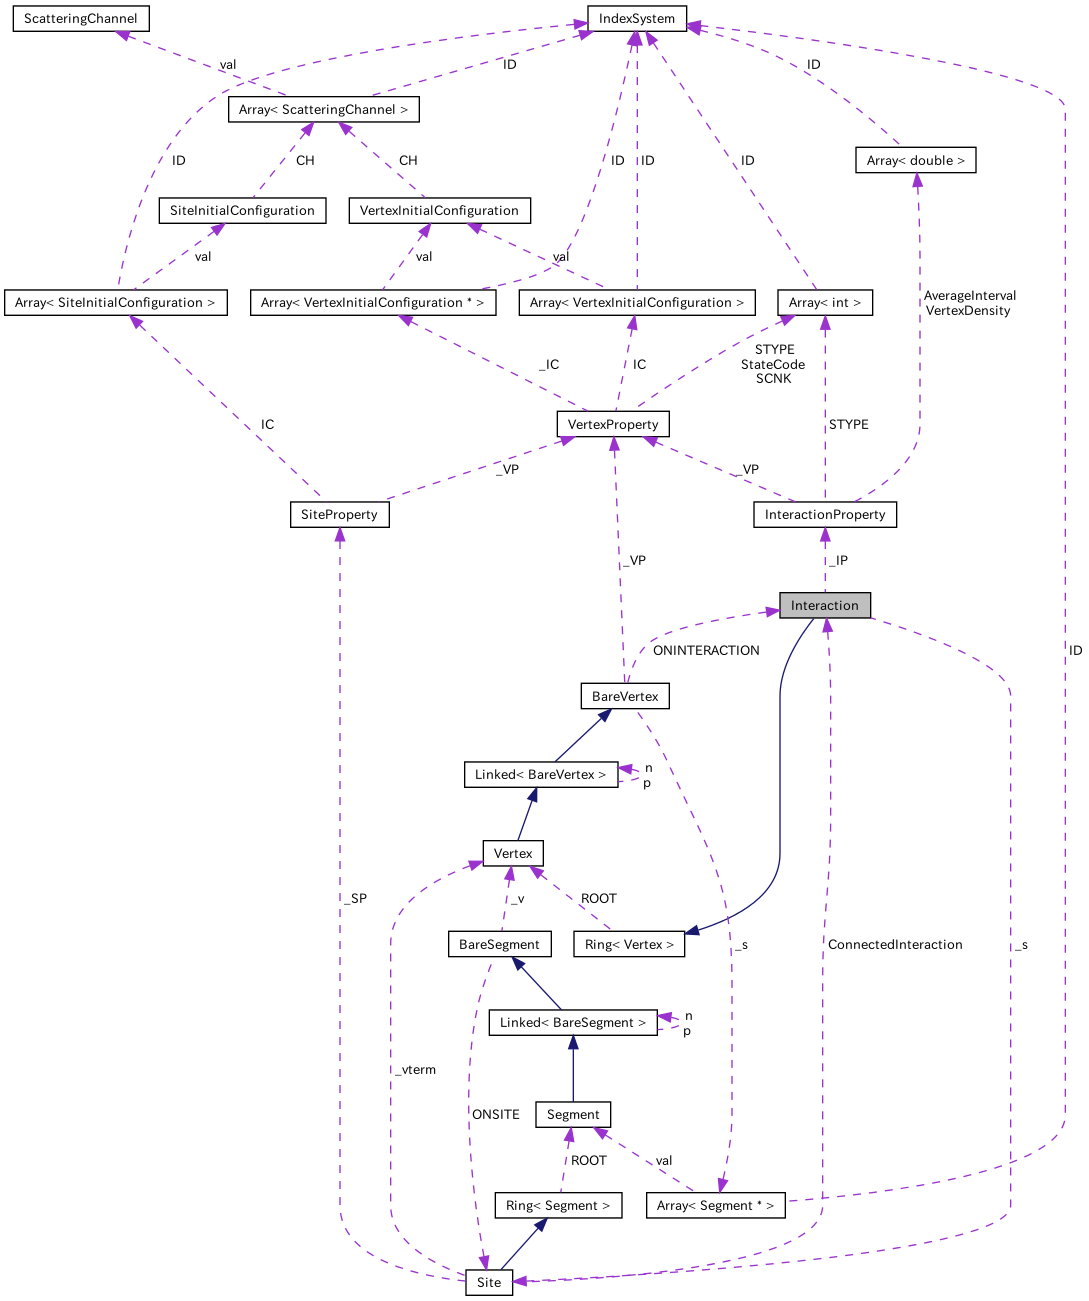 ScatteringChannel
IndexSystem
val
ID
ID
Array< ScatteringChannel >
ID
CH
CH
ID
ID
ID
Array< double >
SiteInitialConfiguration
VertexInitialConfiguration
val
val
val
Array< SiteInitialConfiguration >
Array< VertexInitialConfiguration * >
Array< VertexInitialConfiguration >
Array< int >
AverageInterval
VertexDensity
_IC
IC
STYPE
StateCode
SCNK
IC
VertexProperty
STYPE
_VP
_VP
SiteProperty
InteractionProperty
_VP
_IP
Interaction
ONINTERACTION
ID
BareVertex
Linked< BareVertex >
n
p
Vertex
_SP
_v
ROOT
BareSegment
Ring< Vertex >
_s
ConnectedInteraction
_s
Linked< BareSegment >
n
p
_vterm
ONSITE
Segment
ROOT
val
Ring< Segment >
Array< Segment * >
Site